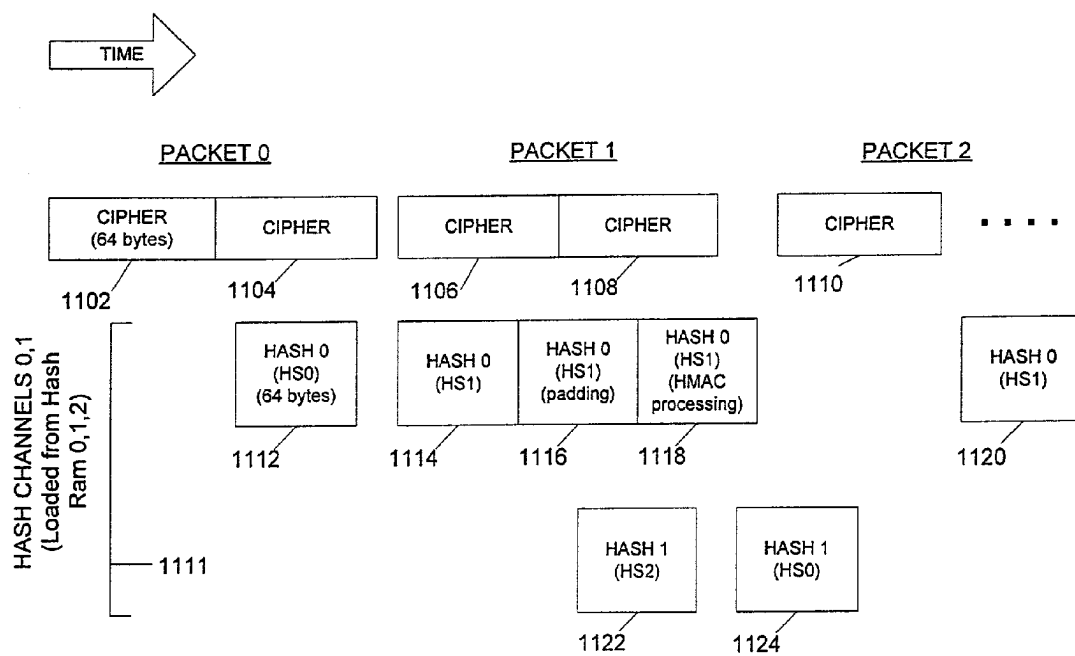 TIME
PACKET 0
PACKET 1
PACKET 2
CIPHER
(64 bytes)
CIPHER
CIPHER
CIPHER
CIPHER
1102
1104
1106
1108
1110
HASH CHANNELS 0,1
(Loaded from Hash
Ram 0,1,2)
HASH 0
(HS0)
(64 bytes)
HASH 0
(HS1)
HASH 0
(HS1)
(padding)
HASH 0
(HS1)
(HMAC
processing)
HASH 0
(HS1)
1112
1114
1116
1118
1120
1111
HASH 1
(HS2)
HASH 1
(HS0)
1122
1124